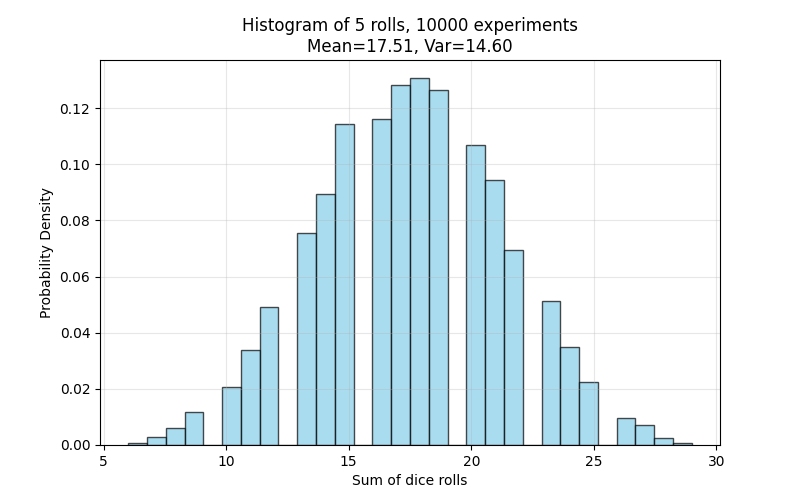 Histogram of 5 rolls, 10000 experiments
Mean=17.51, Var=14.60
0.12
0.10
0.08
0.06
0.04
0.02
0.00
Probability Density
5 10 15 20 25 30
Sum of dice rolls